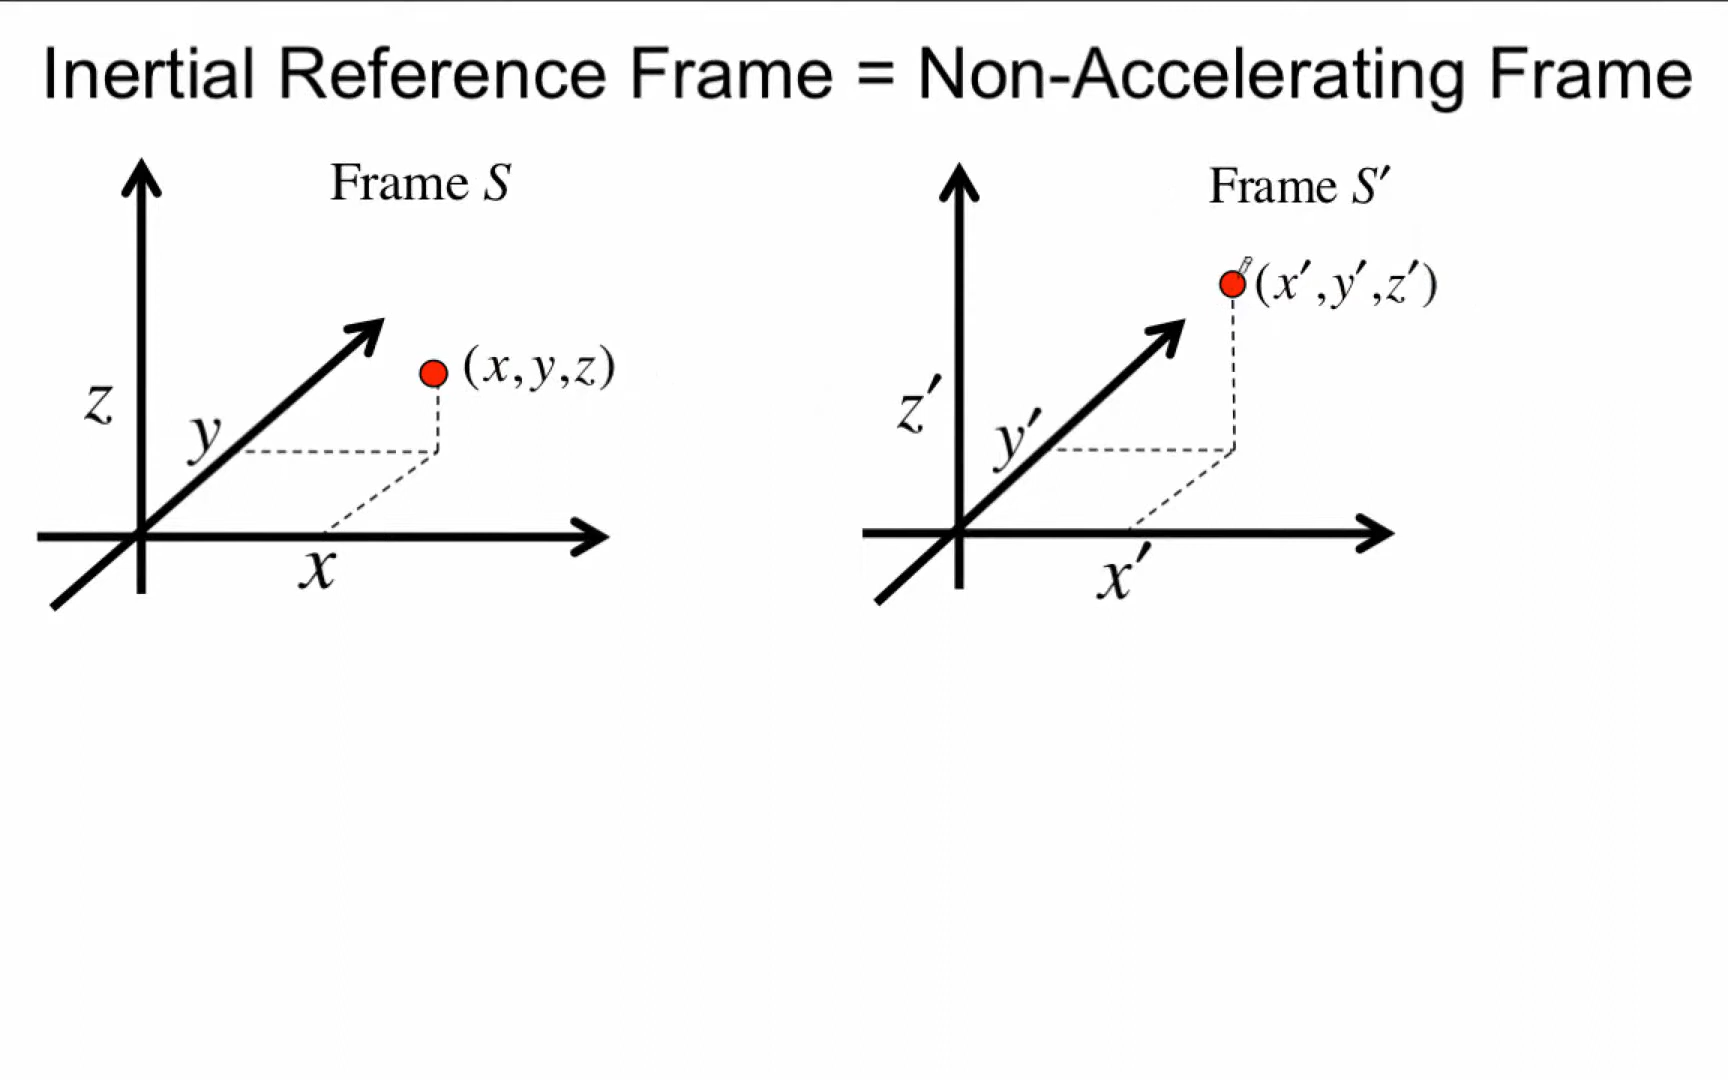 Inertial Reference Frame = Non-Accelerating Frame
Frame S
Frame S′
(x′,y′,z′)
(x,y,z)
z
y
x
z′
y′
x′